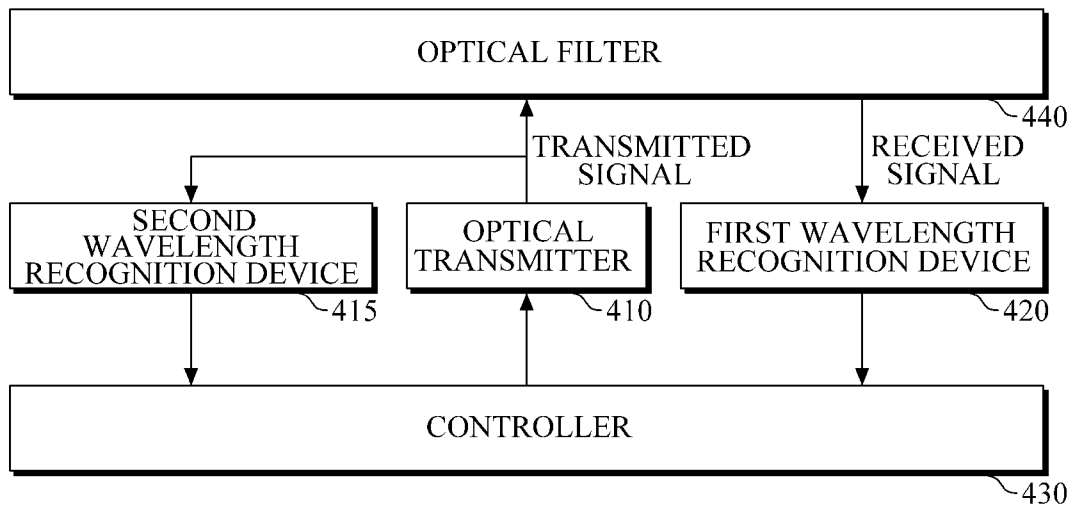 OPTICAL FILTER
440
TRANSMITTED
SIGNAL
RECEIVED
SIGNAL
SECOND
WAVELENGTH
RECOGNITION DEVICE
415
OPTICAL
TRANSMITTER
410
FIRST WAVELENGTH
RECOGNITION DEVICE
420
CONTROLLER
430